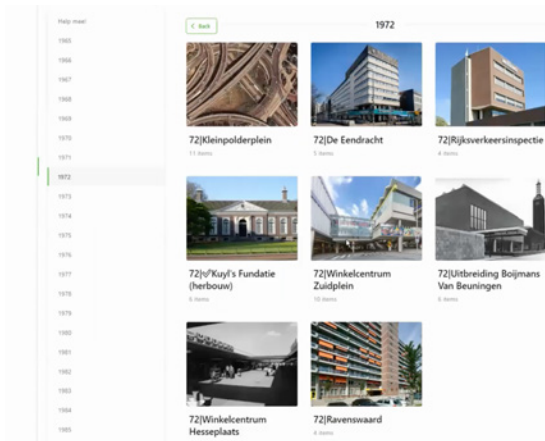 Help mee!
1965
1966
1967
1968
1969
1970
1971
1972
1973
1974
1975
1976
1977
1978
1979
1980
1981
1982
1983
1984
1985
< Back
1972
72|Kleinpolderplein
11 items
72|De Eendracht
5 items
72|Rijksverkeersinspectie
4 items
72|Kuyl's Fundatie
(herbouw)
6 items
72|Winkelcentrum
Zuidplein
10 items
72|Uitbreiding Boijmans
Van Beuningen
72|Winkelcentrum
Hesseplaats
72|Ravenswaard
4 items